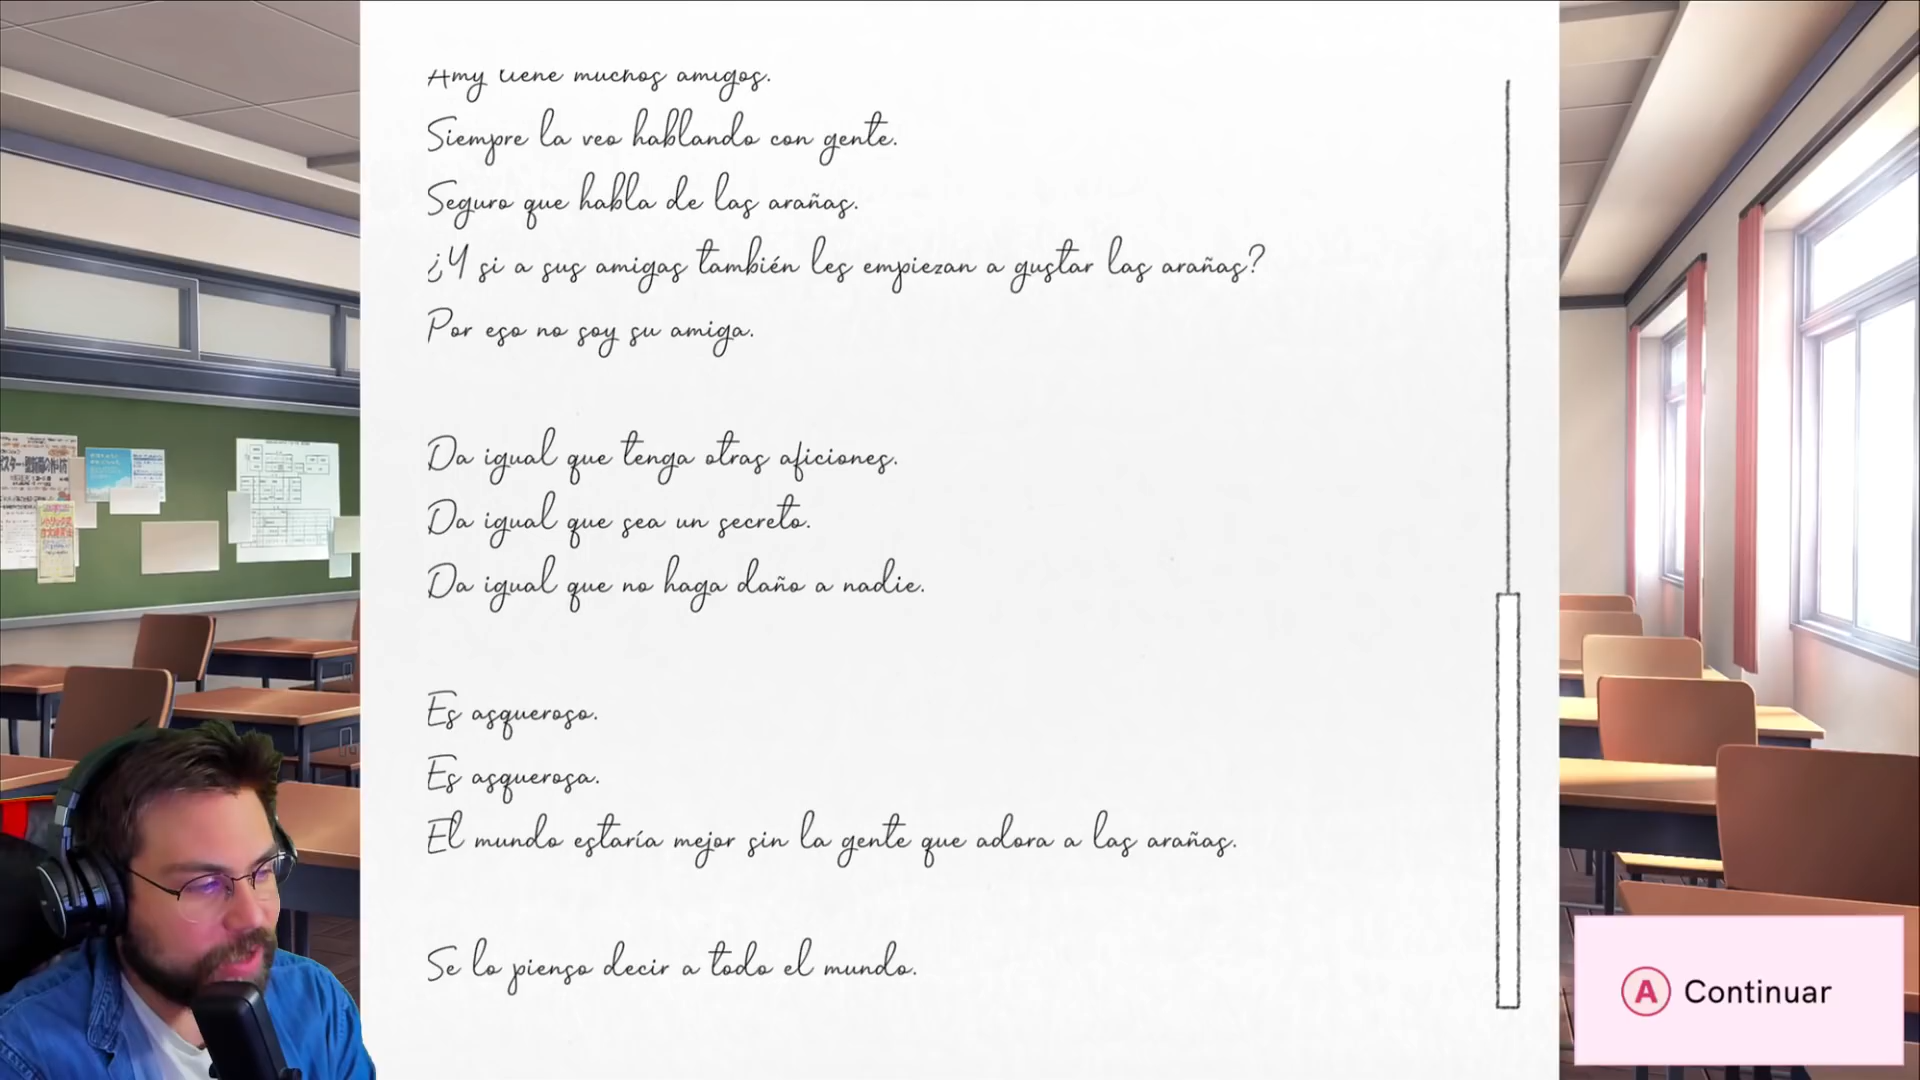 Amy tiene muchos amigos.
Siempre la veo hablando con gente.
Seguro que habla de las arañas.
¿Y si a sus amigas también les empiezan a gustar las arañas?
Por eso no soy su amiga.
Da igual que tenga otras aficiones.
Da igual que sea un secreto.
Da igual que no haga daño a nadie.
Es asqueroso.
Es asquerosa.
El mundo estaría mejor sin la gente que adora a las arañas.
Se lo pienso decir a todo el mundo.
A Continuar